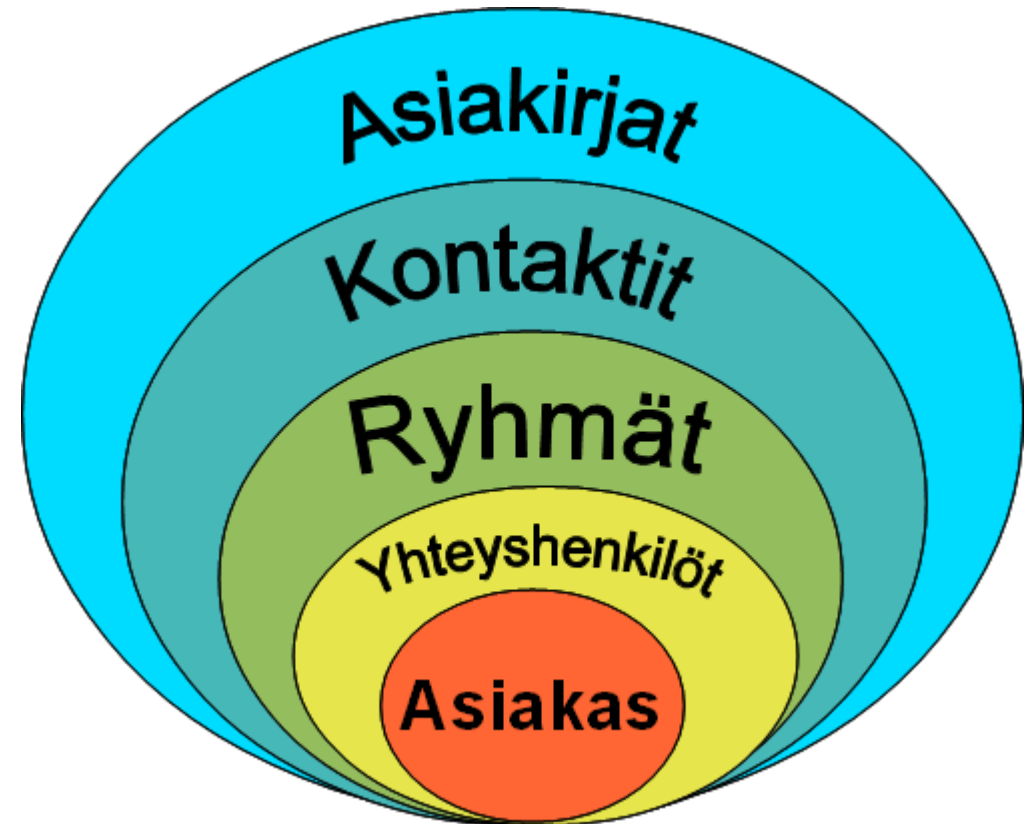 Asiakirjat
Kontaktit
Ryhmät
Yhteyshenkilöt
Asiakas